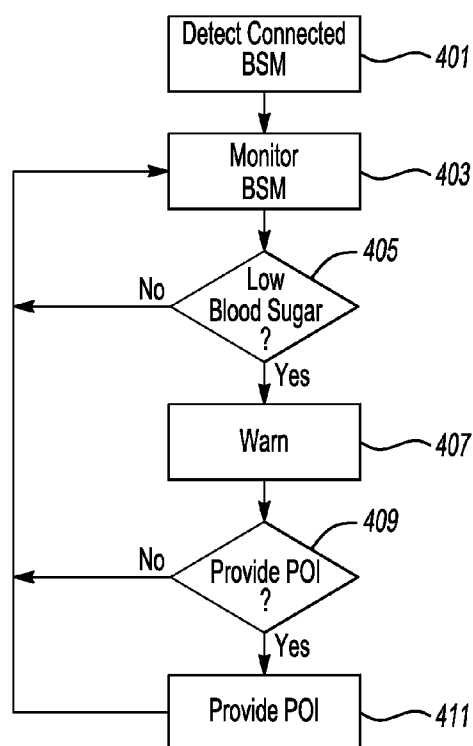 Detect Connected
BSM
401
Monitor
BSM
403
405
No
Low
Blood Sugar
?
Yes
Warn
407
409
No
Provide POI
?
Yes
Provide POI
411